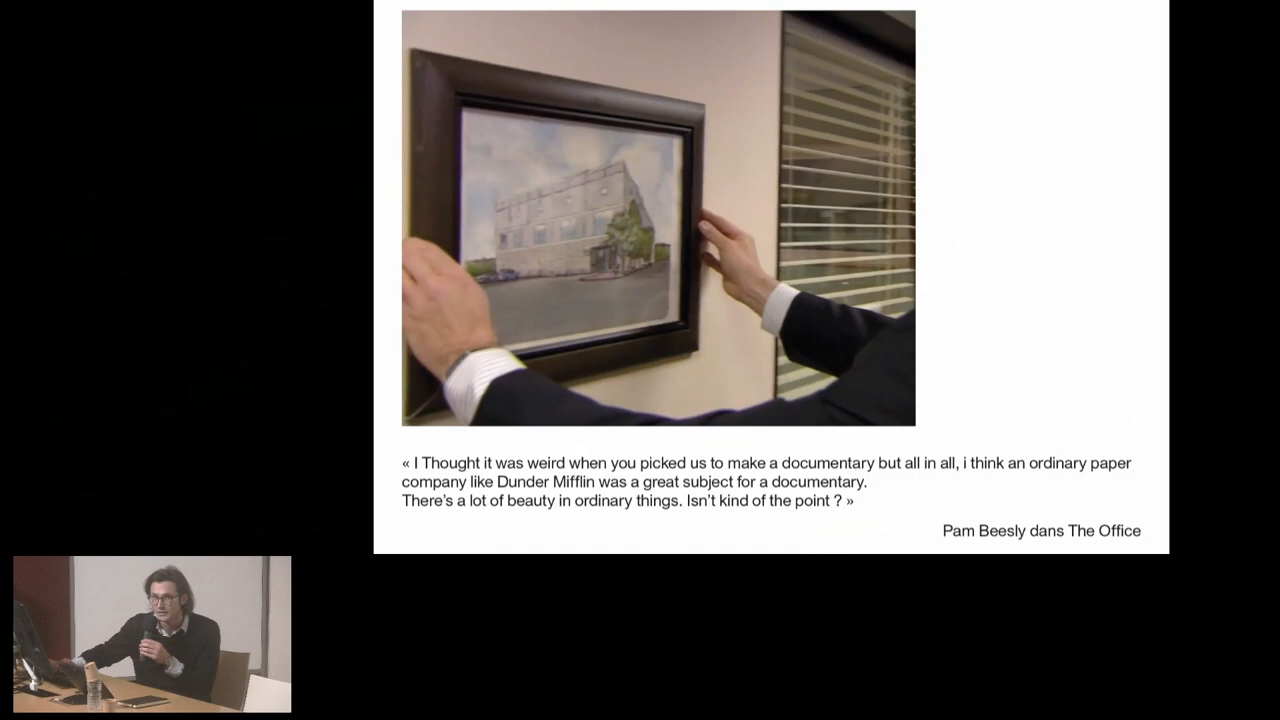 « I Thought it was weird when you picked us to make a documentary but all in all, i think an ordinary paper
company like Dunder Mifflin was a great subject for a documentary.
There's a lot of beauty in ordinary things. Isn't kind of the point ? »
Pam Beesly dans The Office